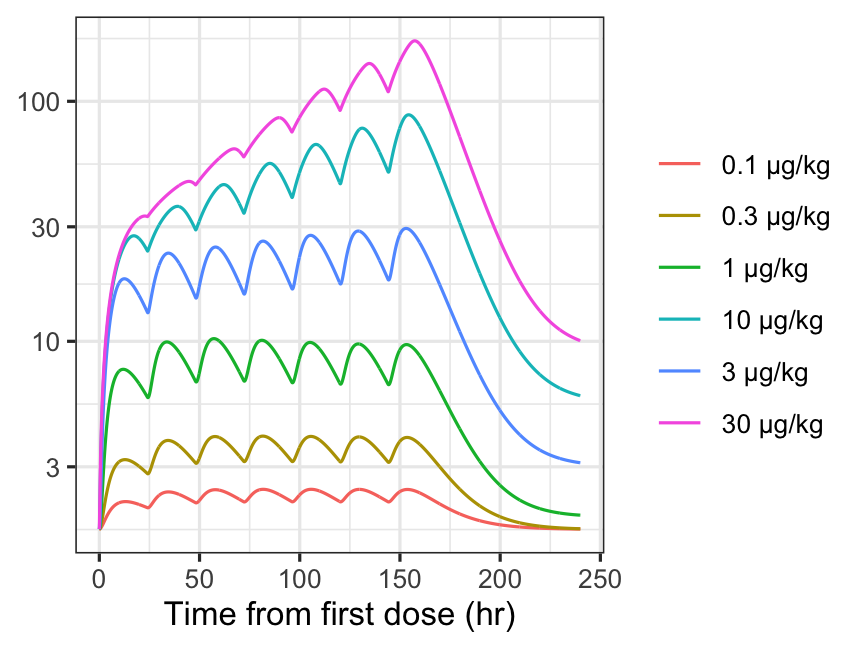 100
30
10
3
0 50 100 150 200 250
Time from first dose (hr)
0.1 μg/kg
0.3 μg/kg
1 μg/kg
10 μg/kg
3 μg/kg
30 μg/kg